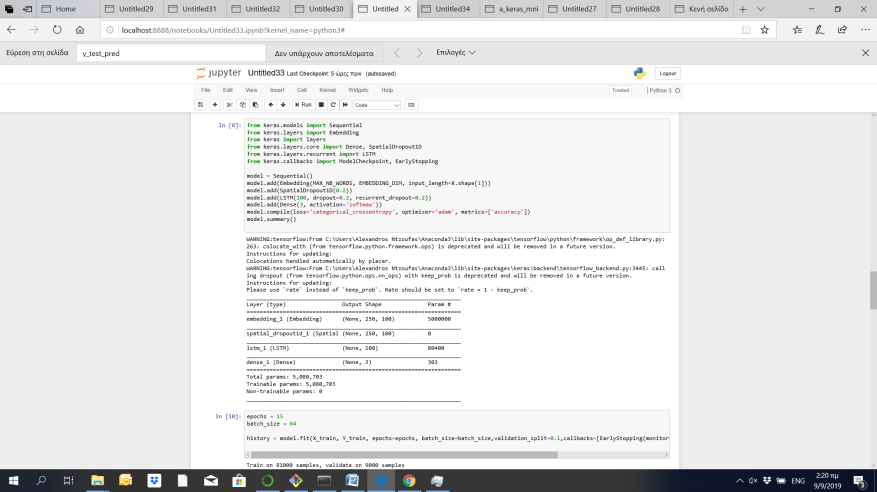 Home
Untitled29
Untitled31
Untitled32
Untitled30
Untitled
Untitled34
a_keras_mni
Untitled27
Untitled28
Κενή σελίδο
localhost:8888/notebooks/Untitled33.ipynb?kernel_name=python3#
Εύρεση στη σελίδα
y_test_pred
Δεν υπάρχουν αποτελέσματα
Επιλογές
jupyter Untitled33 Last Checkpoint: 5 ώρες πριν (autosaved)
Logout
File Edit View Insert Cell Kernel Widgets Help
Trusted
Python 3
Run
Code
In [8]: from keras.models import Sequential
from keras.layers import Embedding
from keras import layers
from keras.layers.core import Dense, SpatialDropout1D
from keras.layers.recurrent import LSTM
from keras.callbacks import ModelCheckpoint, EarlyStopping
model = Sequential()
model.add(Embedding(MAX_NB_WORDS, EMBEDDING_DIM, input_length=X.shape[1]))
model.add(SpatialDropout1D(0.2))
model.add(LSTM(100, dropout=0.2, recurrent_dropout=0.2))
model.add(Dense(3, activation='softmax'))
model.compile(loss='categorical_crossentropy', optimizer='adam', metrics=['accuracy'])
model.summary()
WARNING:tensorflow:From C:\Users\Alexandros Ntzoufas\Anaconda3\lib\site-packages\tensorflow\python\framework\op_def_library.py:
263: colocate_with (from tensorflow.python.framework.ops) is deprecated and will be removed in a future version.
Instructions for updating:
Colocations handled automatically by placer.
WARNING:tensorflow:From C:\Users\Alexandros Ntzoufas\Anaconda3\lib\site-packages\keras\backend\tensorflow_backend.py:3445: call
ing dropout (from tensorflow.python.ops.nn_ops) with keep_prob is deprecated and will be removed in a future version.
Instructions for updating:
Please use `rate` instead of `keep_prob`. Rate should be set to `rate = 1 - keep_prob`.
Layer (type) Output Shape Param #
embedding_1 (Embedding) (None, 250, 100) 5000000
spatial_dropout1d_1 (Spatial (None, 250, 100) 0
lstm_1 (LSTM) (None, 100) 80400
dense_1 (Dense) (None, 3) 303
Total params: 5,080,703
Trainable params: 5,080,703
Non-trainable params: 0
In [10]: epochs = 15
batch_size = 64
history = model.fit(X_train, Y_train, epochs=epochs, batch_size=batch_size,validation_split=0.1,callbacks=[EarlyStopping(monitor
Train on 81000 samples, validate on 9000 samples
ENG
2:20 πμ
9/9/2019